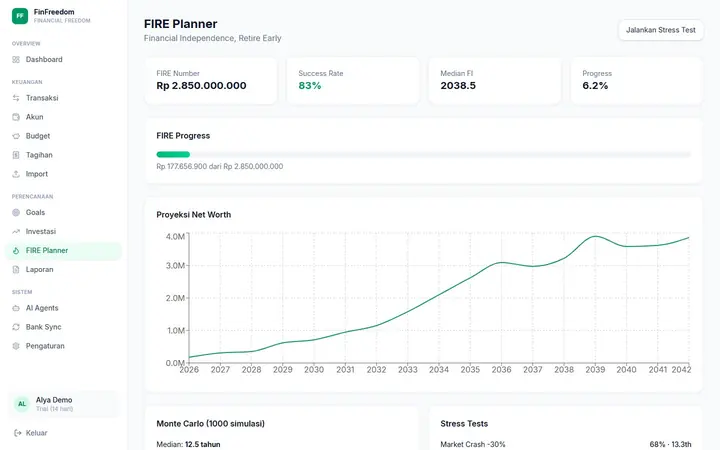 FF
FinFreedom
FINANCIAL FREEDOM
OVERVIEW
Dashboard
KEUANGAN
Transaksi
Akun
Budget
Tagihan
Import
PERENCANAAN
Goals
Investasi
FIRE Planner
Laporan
SISTEM
AI Agents
Bank Sync
Pengaturan
AL
Alya Demo
Trial (14 hari)
Keluar
FIRE Planner
Financial Independence, Retire Early
Jalankan Stress Test
FIRE Number
Rp 2.850.000.000
Success Rate
83%
Median FI
2038.5
Progress
6.2%
FIRE Progress
Rp 177.656.900 dari Rp 2.850.000.000
Proyeksi Net Worth
4.0M
3.0M
2.0M
1.0M
0.0M
2026 2027 2028 2029 2030 2031 2032 2033 2034 2035 2036 2037 2038 2039 2040 2041 2042
Monte Carlo (1000 simulasi)
Median: 12.5 tahun
Stress Tests
Market Crash -30% 68% · 13.3th